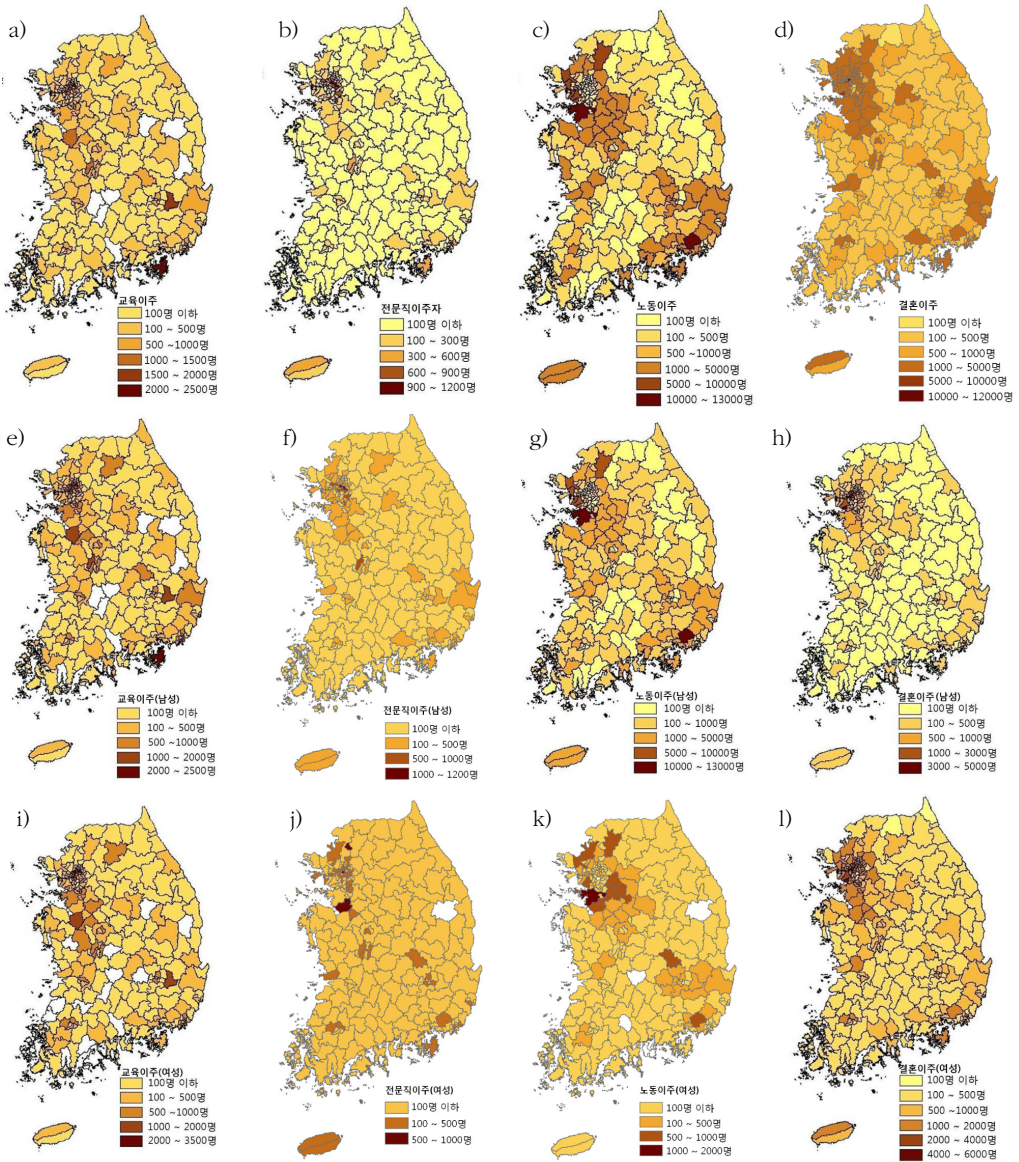 a)
교육이주
100명 이하
100 ~ 500명
500 ~1000명
1000 ~ 1500명
1500 ~ 2000명
2000 ~ 2500명
b)
전문직이주자
100명 이하
100 ~ 300명
300 ~ 600명
600 ~ 900명
900 ~ 1200명
c)
노동이주
100명 이하
100 ~ 500명
500 ~1000명
1000 ~ 5000명
5000 ~ 10000명
10000 ~ 13000명
d)
결혼이주
100명 이하
100 ~ 500명
500 ~ 1000명
1000 ~ 5000명
5000 ~ 10000명
10000 ~ 12000명
e)
교육이주(남성)
100명 이하
100 ~ 500명
500 ~1000명
1000 ~ 2000명
2000 ~ 2500명
f)
전문직이주(남성)
100명 이하
100 ~ 500명
500 ~ 1000명
1000 ~ 1200명
g)
노동이주(남성)
100명 이하
100 ~ 1000명
1000 ~ 5000명
5000 ~ 10000명
10000 ~ 13000명
h)
결혼이주(남성)
100명 이하
100 ~ 500명
500 ~ 1000명
1000 ~ 3000명
3000 ~ 5000명
i)
교육이주(여성)
100명 이하
100 ~ 500명
500 ~1000명
1000 ~ 2000명
2000 ~ 3500명
j)
전문직이주(여성)
100명 이하
100 ~ 500명
500 ~ 1000명
k)
노동이주(여성)
100명 이하
100 ~ 500명
500 ~ 1000명
1000 ~ 2000명
l)
결혼이주(여성)
100명 이하
100 ~ 500명
500 ~1000명
1000 ~ 2000명
2000 ~ 4000명
4000 ~ 6000명